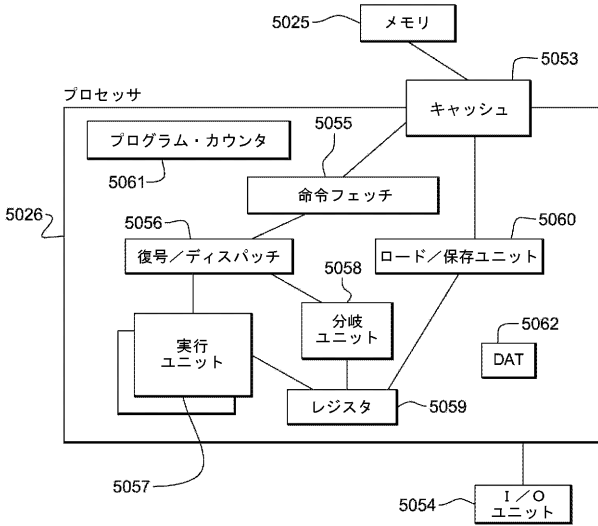 メモリ
5025
5053
プロセッサ
キャッシュ
プログラム・カウンタ
5055
5061
命令フェッチ
5026
5056
5060
復号/ディスパッチ
ロード/保存ユニット
5058
分岐
ユニット
5062
実行
ユニット
DAT
レジスタ
5059
5057
5054
I/O
ユニット